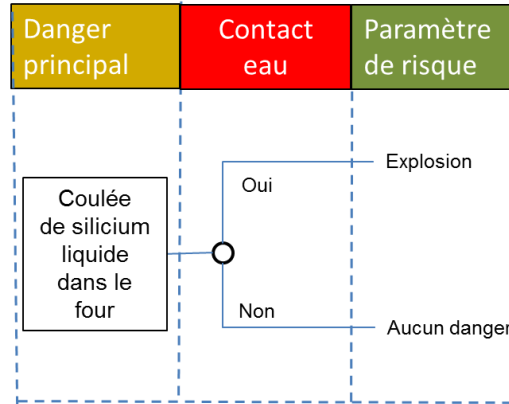 Danger
principal
Contact
eau
Paramètre
de risque
Explosion
Oui
Coulée
de silicium
liquide
dans le
four
Non
Aucun danger